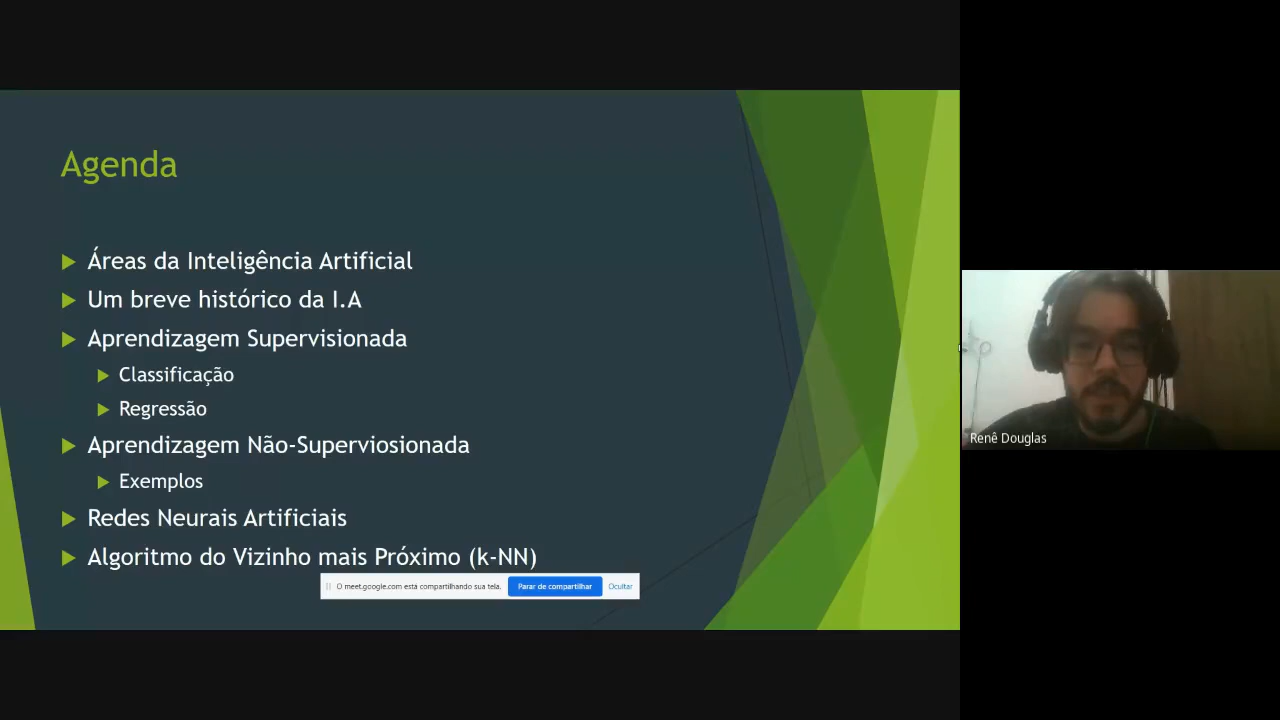 Agenda
Áreas da Inteligência Artificial
Um breve histórico da I.A
Aprendizagem Supervisionada
Classificação
Regressão
Aprendizagem Não-Superviosionada
Exemplos
Redes Neurais Artificiais
Algoritmo do Vizinho mais Próximo (k-NN)
O meet.google.com está compartilhando sua tela. Parar de compartilhar Ocultar
Renê Douglas